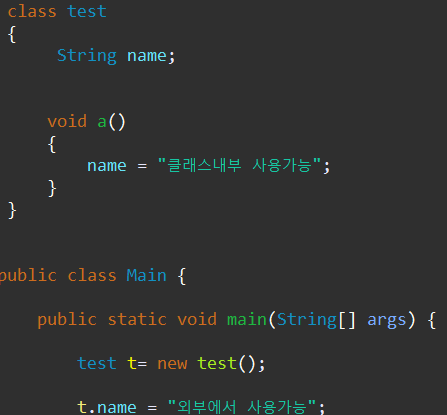 class test
{
String name;
void a()
{
name = "클래스내부 사용가능";
}
}
public class Main {
public static void main(String[] args) {
test t= new test();
t.name = "외부에서 사용가능";